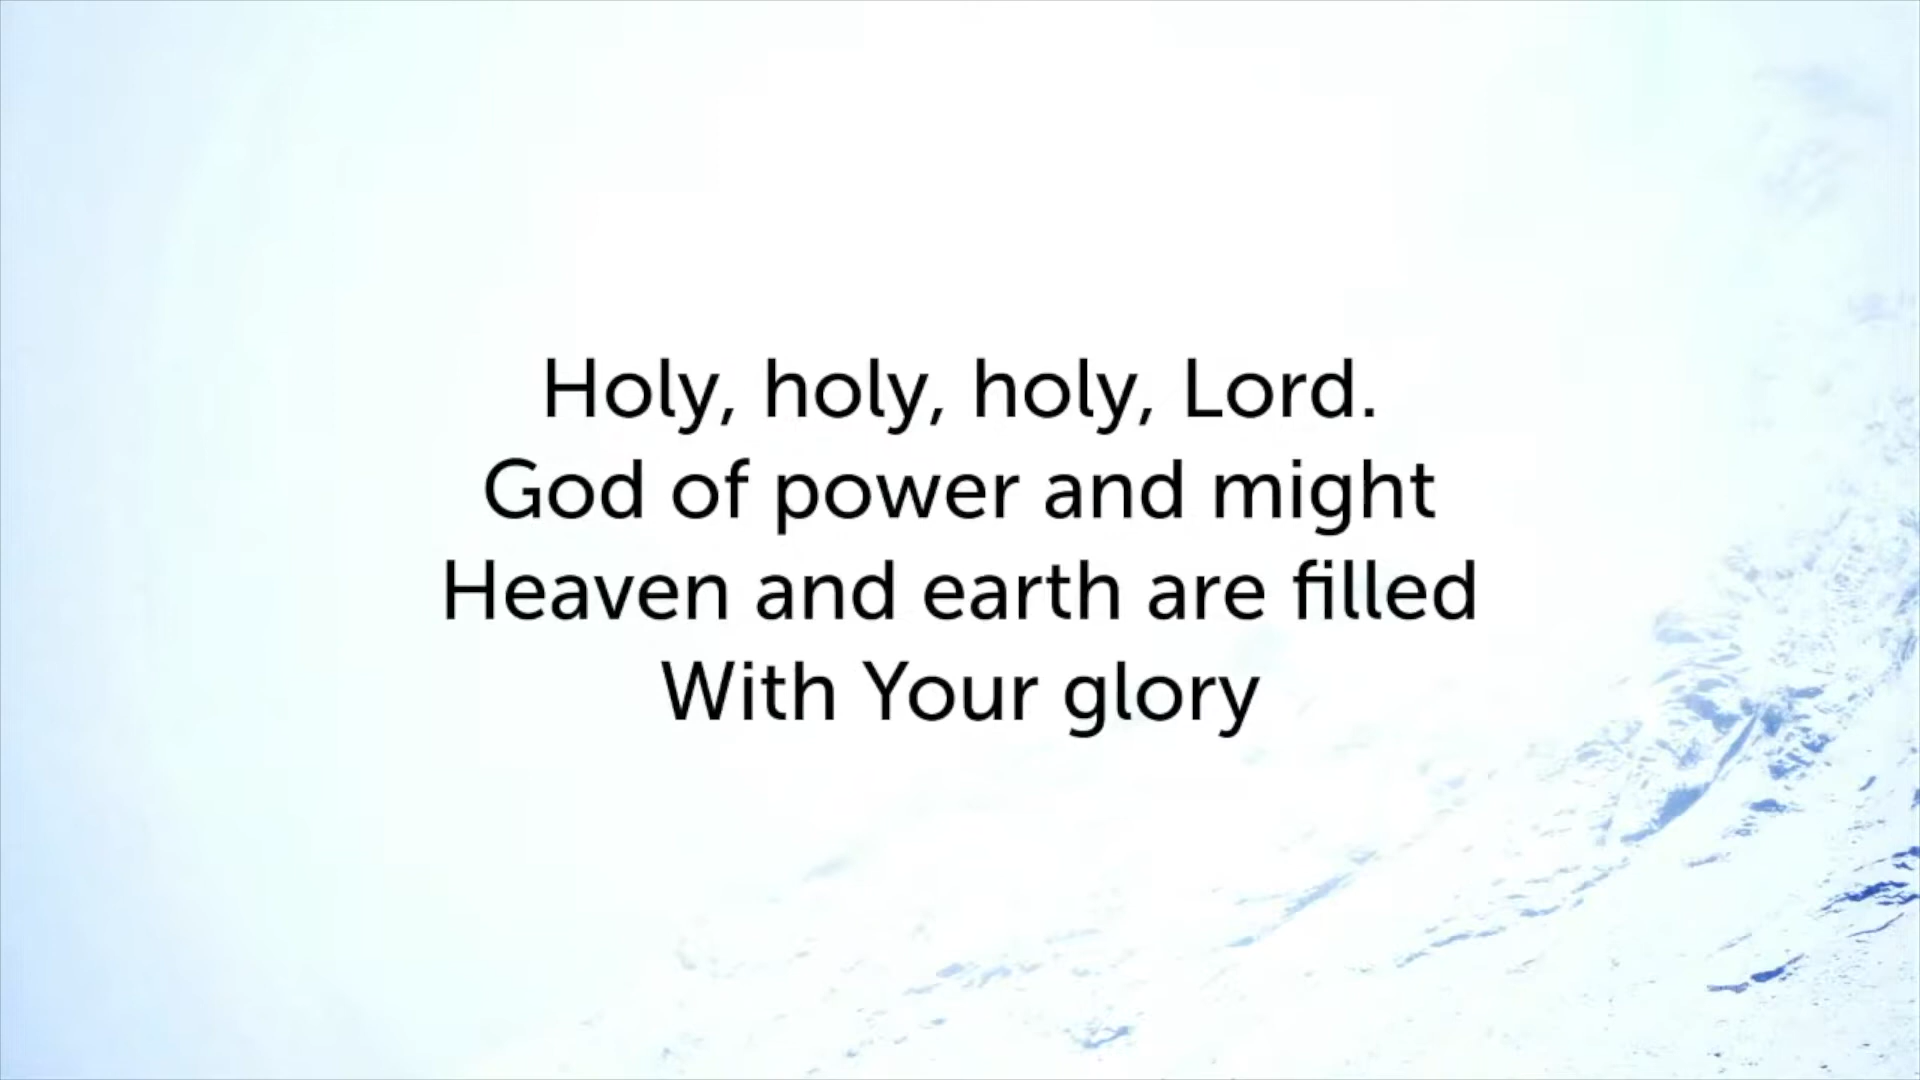 Holy, holy, holy, Lord.
God of power and might
Heaven and earth are filled
With Your glory